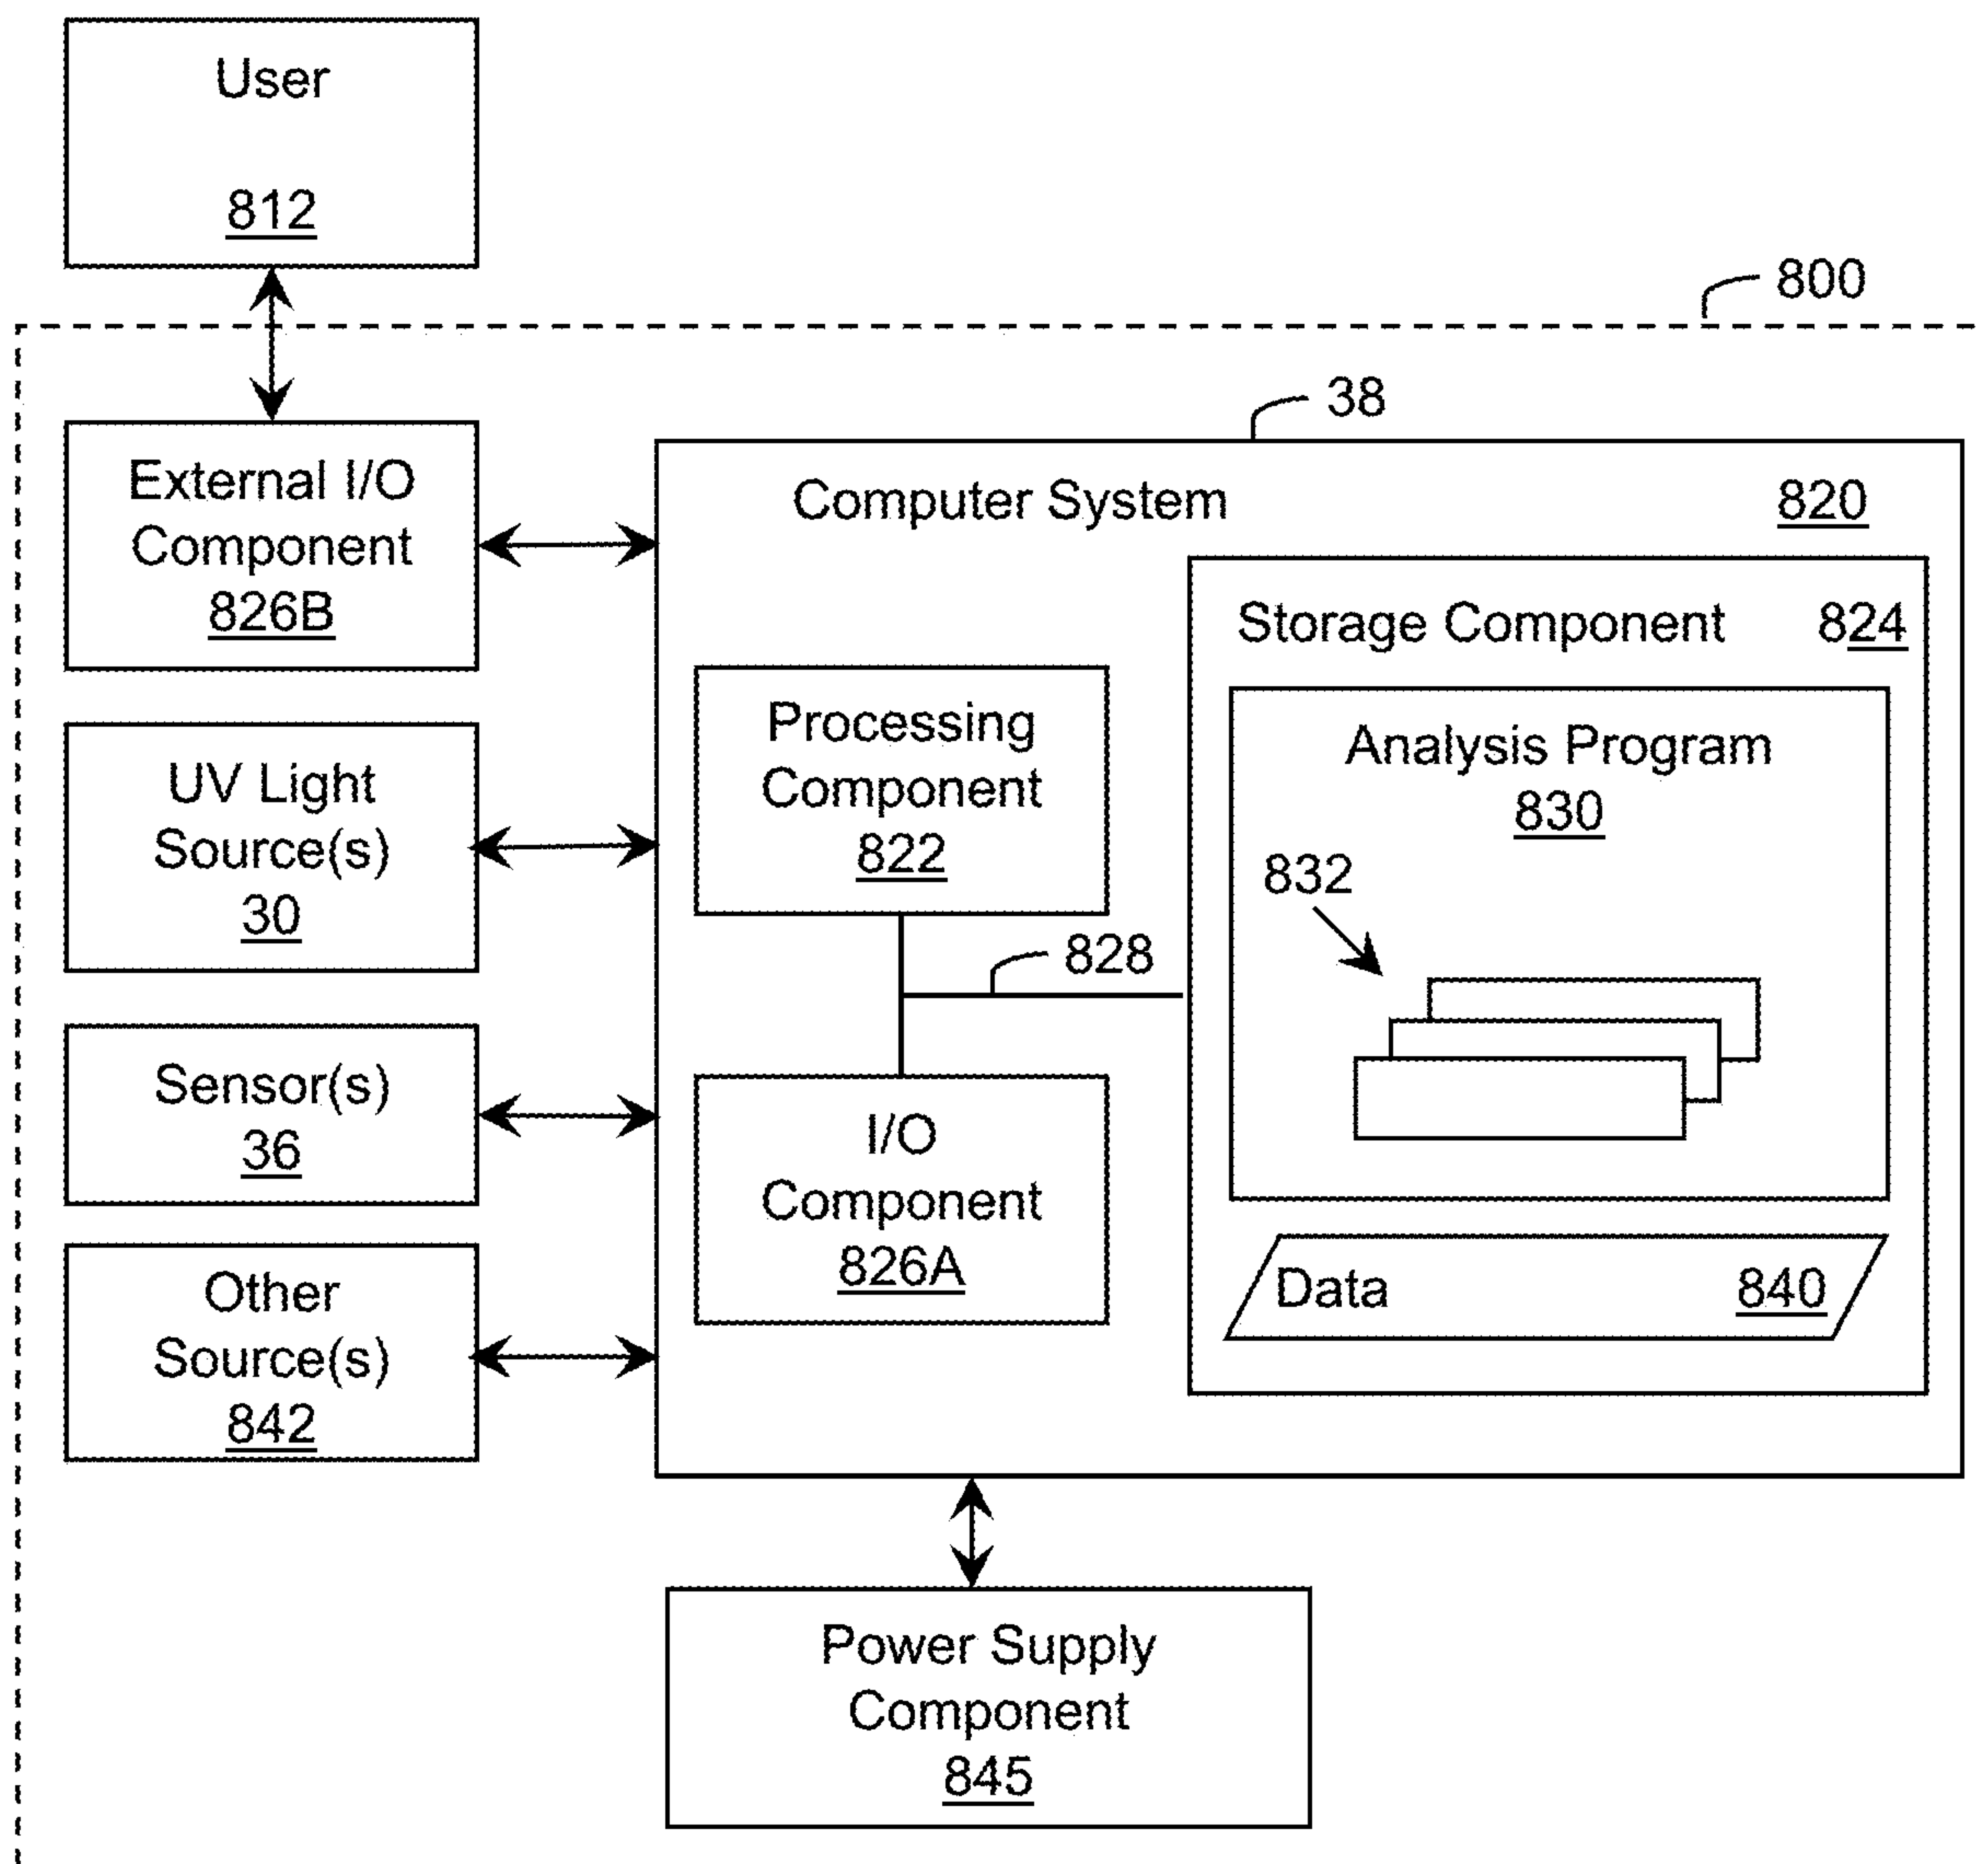 User
812
800
38
External I/O
Component
826B
Computer System
820
Storage Component
824
UV Light
Source(s)
30
Processing
Component
822
Analysis Program
830
832
828
Sensor(s)
36
I/O
Component
826A
Other
Source(s)
842
Data
840
Power Supply
Component
845